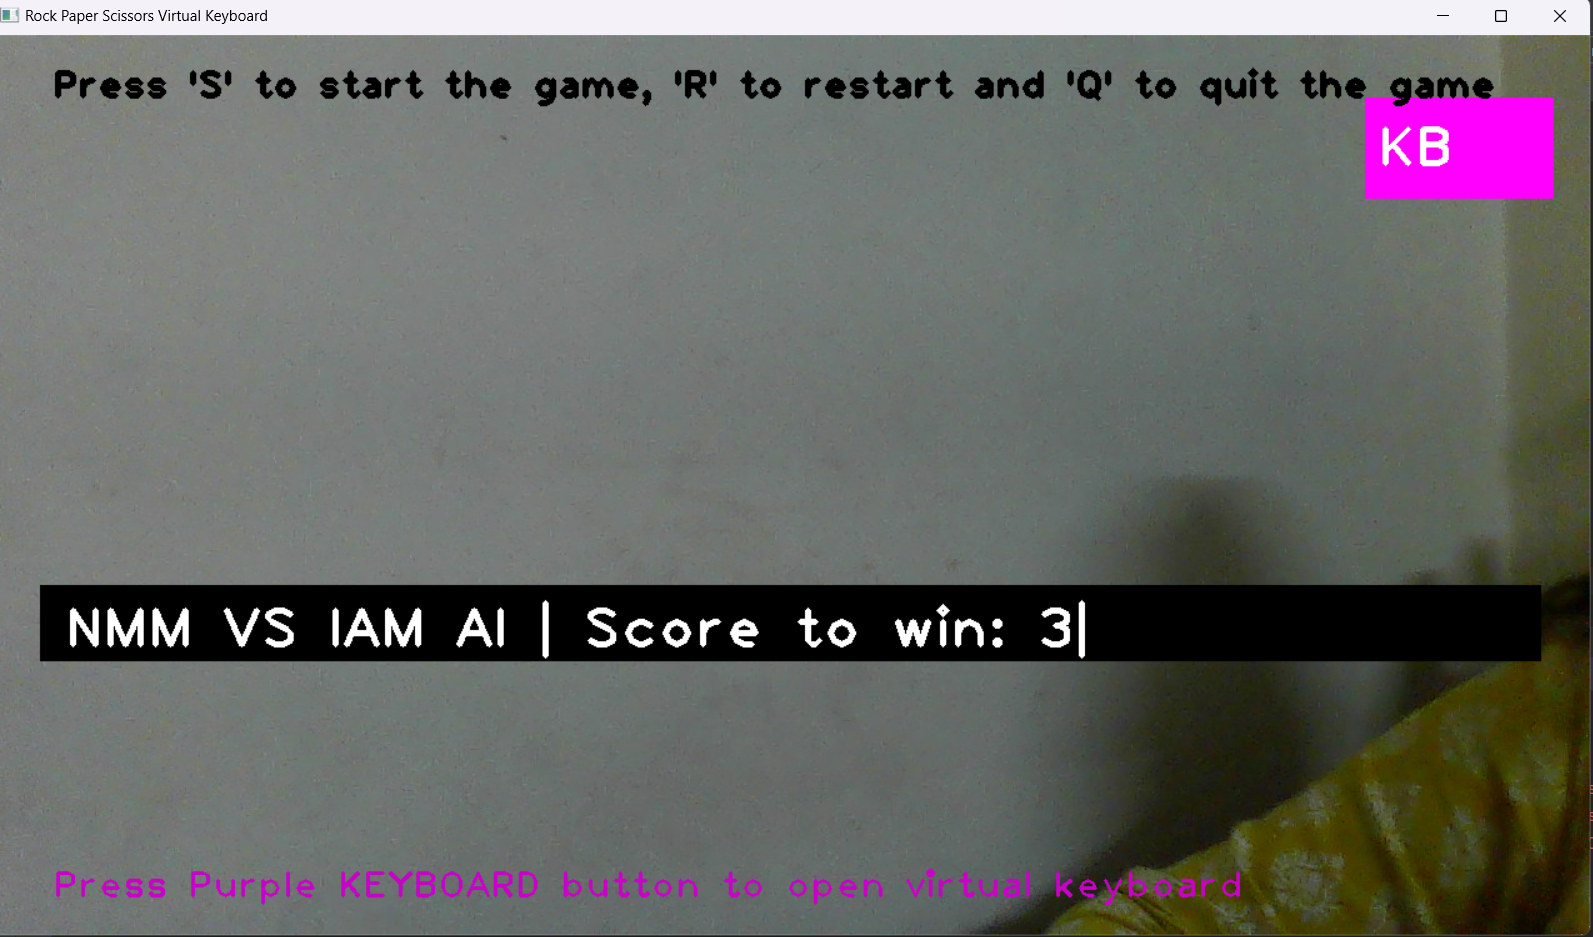 Rock Paper Scissors Virtual Keyboard
Press 'S' to start the game, 'R' to restart and 'Q' to quit the game
KB
NMM VS IAM AI | Score to win: 3|
Press Purple KEYBOARD button to open virtual keyboard